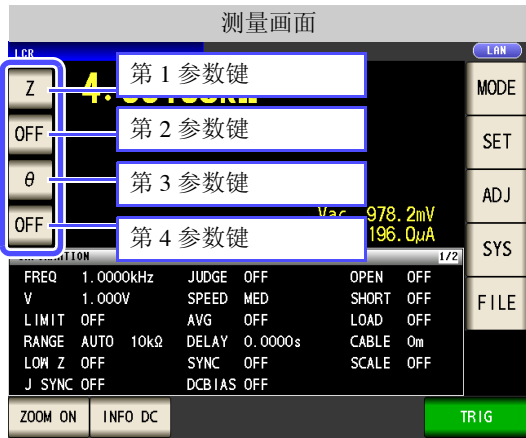 测量画面
LCR
LAN
Z
第 1 参数键
MODE
OFF
第 2 参数键
SET
θ
第 3 参数键
ADJ
978.2mV
OFF
第 4 参数键
196.0μA
SYS
1/2
FREQ 1.0000kHz JUDGE OFF OPEN OFF
V 1.000V SPEED MED SHORT OFF
FILE
LIMIT OFF AVG OFF LOAD OFF
RANGE AUTO 10kΩ DELAY 0.0000s CABLE 0m
LOW Z OFF SYNC OFF SCALE OFF
J SYNC OFF DCBIAS OFF
ZOOM ON INFO DC TRIG